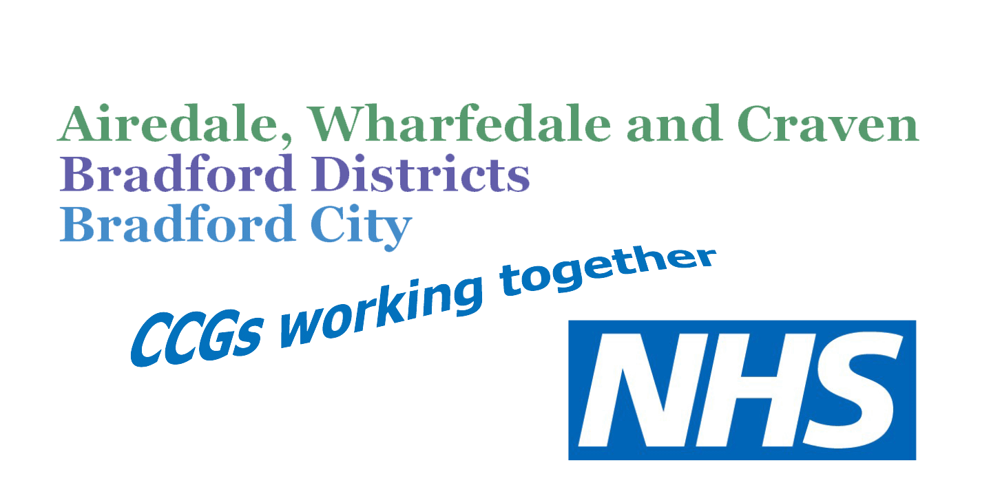 Airedale, Wharfedale and Craven
Bradford Districts
Bradford City
CCGs working together
NHS